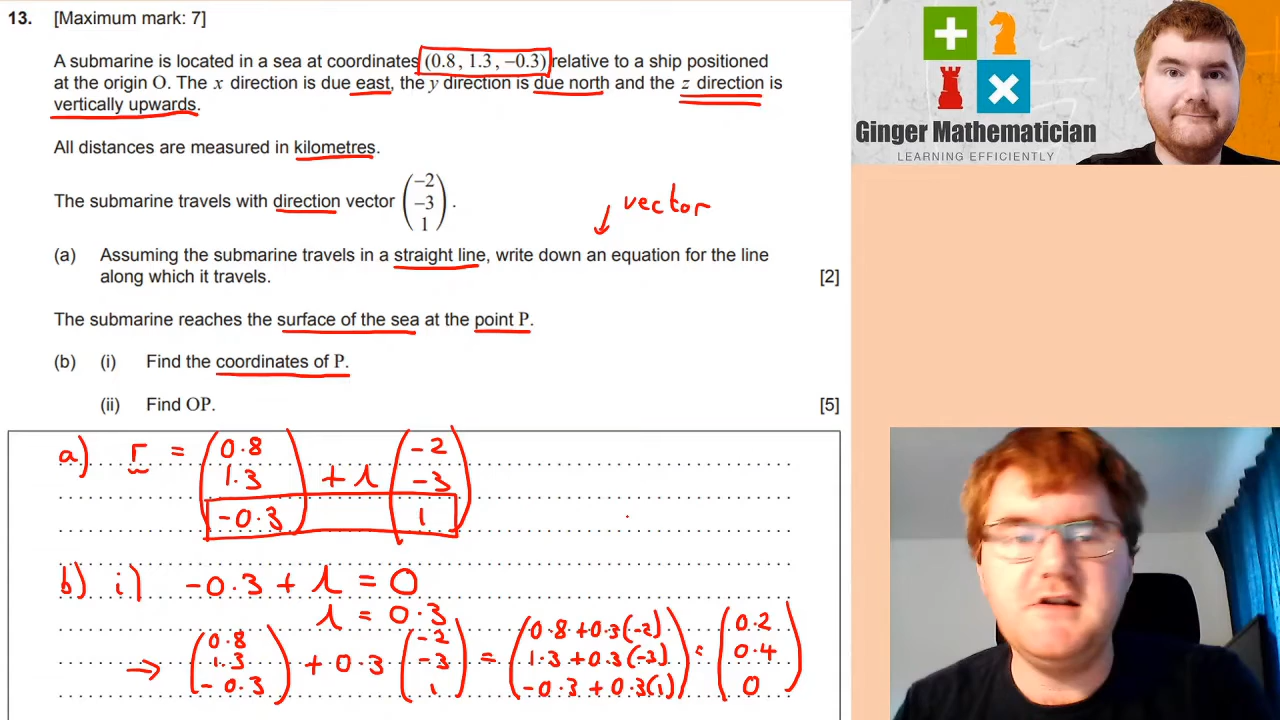 13. [Maximum mark: 7]
A submarine is located in a sea at coordinates (0.8, 1.3, −0.3) relative to a ship positioned
at the origin O. The x direction is due east, the y direction is due north and the z direction is
vertically upwards.
All distances are measured in kilometres.
The submarine travels with direction vector (−2 −3 1).
vector
(a) Assuming the submarine travels in a straight line, write down an equation for the line
along which it travels. [2]
The submarine reaches the surface of the sea at the point P.
(b) (i) Find the coordinates of P.
(ii) Find OP. [5]
a) r = (0.8 1.3 −0.3) + λ (−2 −3 1)
b) i) −0.3 + λ = 0
λ = 0.3
⇒ (0.8 1.3 −0.3) + 0.3 (−2 −3 1) = (0.8 + 0.3(−2) 1.3 + 0.3(−3) −0.3 + 0.3(1)) = (0.2 0.4 0)
Ginger Mathematician
LEARNING EFFICIENTLY